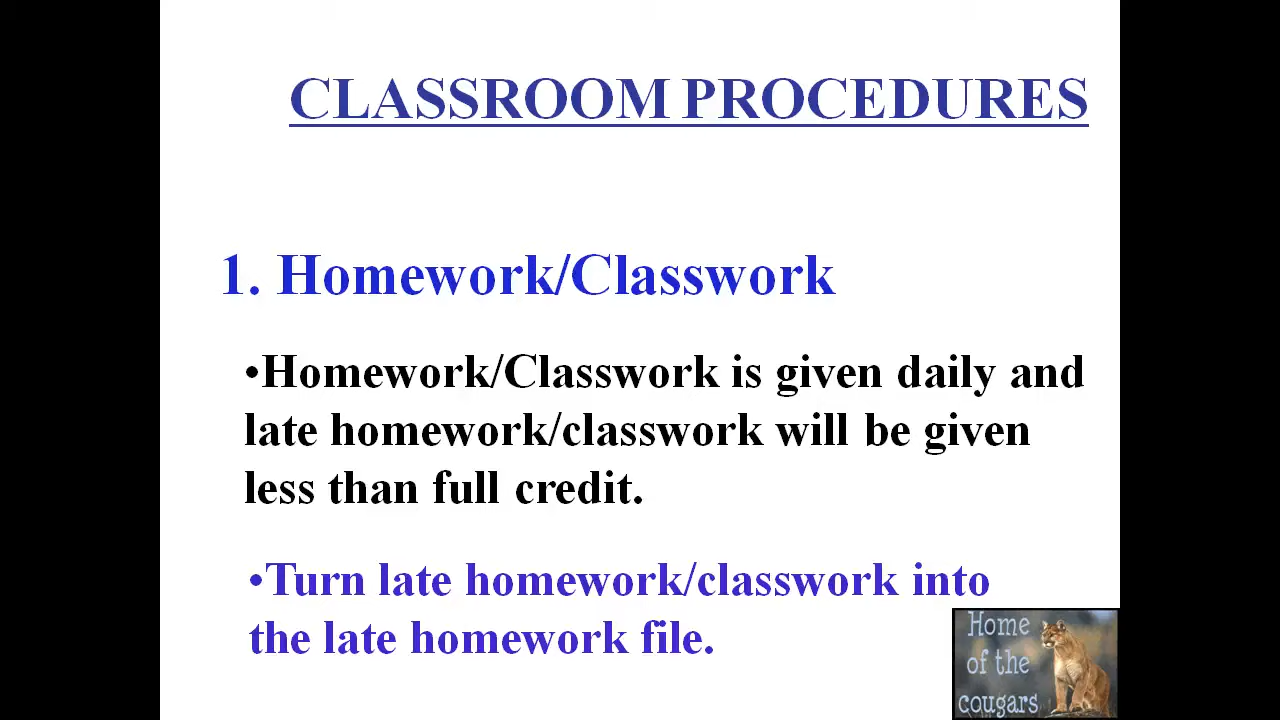 CLASSROOM PROCEDURES
1. Homework/Classwork
•Homework/Classwork is given daily and
late homework/classwork will be given
less than full credit.
•Turn late homework/classwork into
the late homework file.
Home
of the
cougars